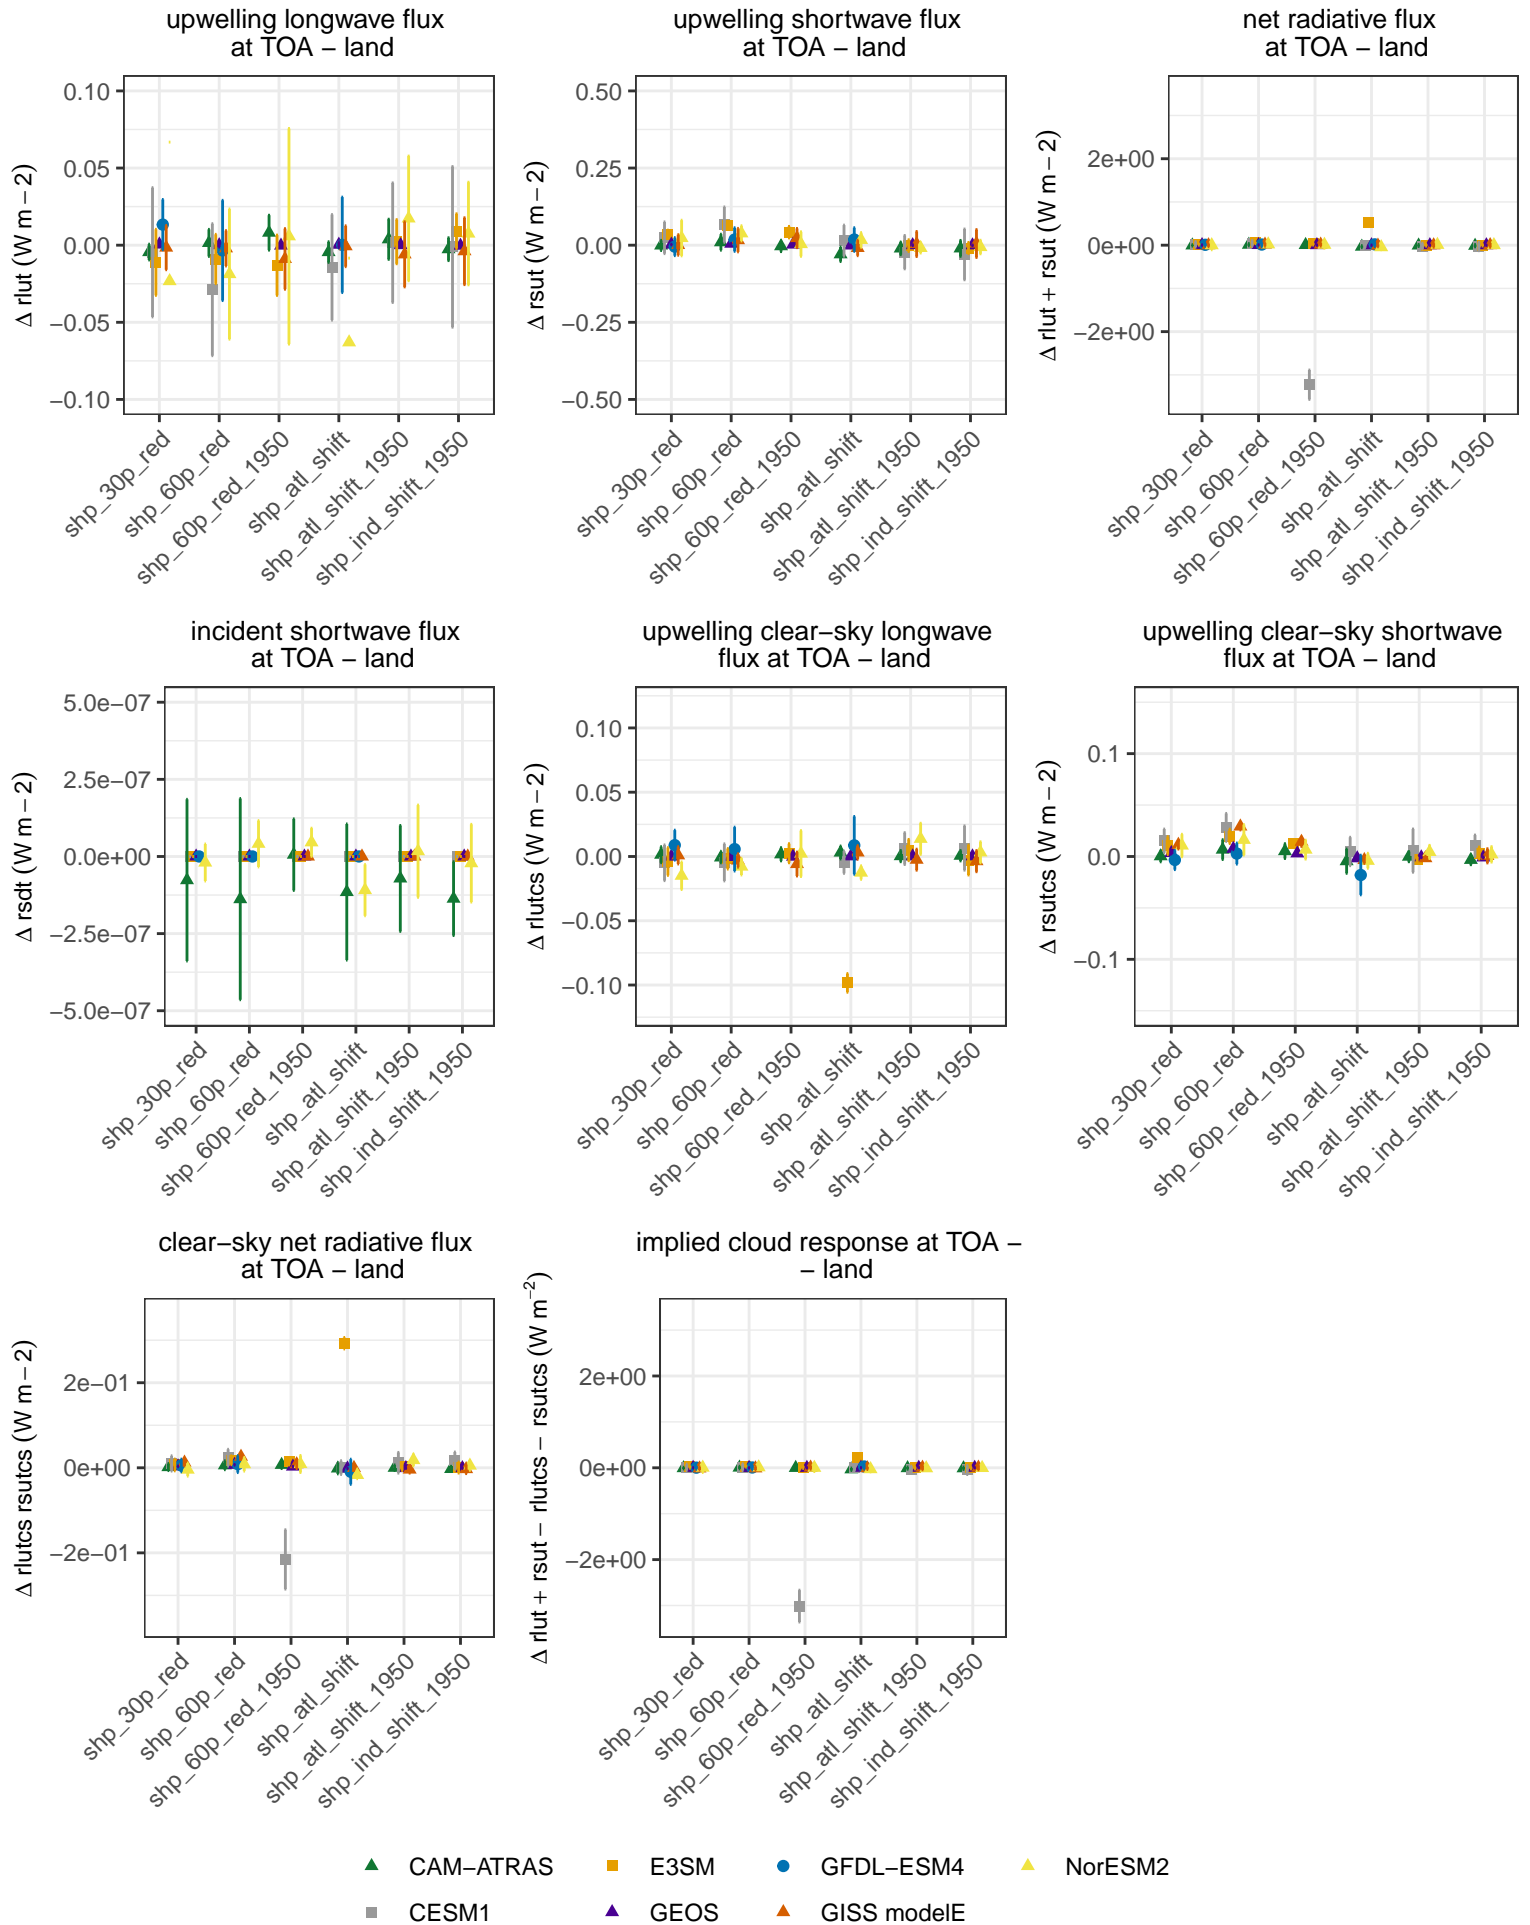 upwelling longwave flux
at TOA − land
Δ rlut (W m − 2)
0.10
0.05
0.00
−0.05
−0.10
shp_30p_red
shp_60p_red
shp_60p_red_1950
shp_atl_shift
shp_atl_shift_1950
shp_ind_shift_1950
upwelling shortwave flux
at TOA − land
Δ rsut (W m − 2)
0.50
0.25
0.00
−0.25
−0.50
shp_30p_red
shp_60p_red
shp_60p_red_1950
shp_atl_shift
shp_atl_shift_1950
shp_ind_shift_1950
net radiative flux
at TOA − land
Δ rlut + rsut (W m − 2)
2e+00
0e+00
−2e+00
shp_30p_red
shp_60p_red
shp_60p_red_1950
shp_atl_shift
shp_atl_shift_1950
shp_ind_shift_1950
incident shortwave flux
at TOA − land
Δ rsdt (W m − 2)
5.0e−07
2.5e−07
0.0e+00
−2.5e−07
−5.0e−07
shp_30p_red
shp_60p_red
shp_60p_red_1950
shp_atl_shift
shp_atl_shift_1950
shp_ind_shift_1950
upwelling clear−sky longwave
flux at TOA − land
Δ rlutcs (W m − 2)
0.10
0.05
0.00
−0.05
−0.10
shp_30p_red
shp_60p_red
shp_60p_red_1950
shp_atl_shift
shp_atl_shift_1950
shp_ind_shift_1950
upwelling clear−sky shortwave
flux at TOA − land
Δ rsutcs (W m − 2)
0.1
0.0
−0.1
shp_30p_red
shp_60p_red
shp_60p_red_1950
shp_atl_shift
shp_atl_shift_1950
shp_ind_shift_1950
clear−sky net radiative flux
at TOA − land
Δ rlutcs rsutcs (W m − 2)
2e−01
0e+00
−2e−01
shp_30p_red
shp_60p_red
shp_60p_red_1950
shp_atl_shift
shp_atl_shift_1950
shp_ind_shift_1950
implied cloud response at TOA −
− land
Δ rlut + rsut − rlutcs − rsutcs (W m⁻²)
2e+00
0e+00
−2e+00
shp_30p_red
shp_60p_red
shp_60p_red_1950
shp_atl_shift
shp_atl_shift_1950
shp_ind_shift_1950
CAM−ATRAS E3SM GFDL−ESM4 NorESM2
CESM1 GEOS GISS modelE